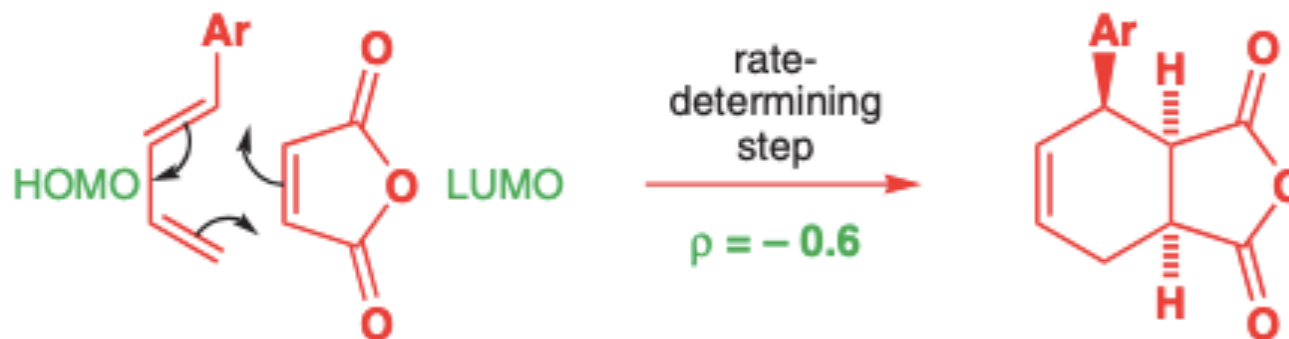 Ar
O
HOMO
O
LUMO
O
rate-
determining
step
ρ = – 0.6
Ar
H
O
O
H
O